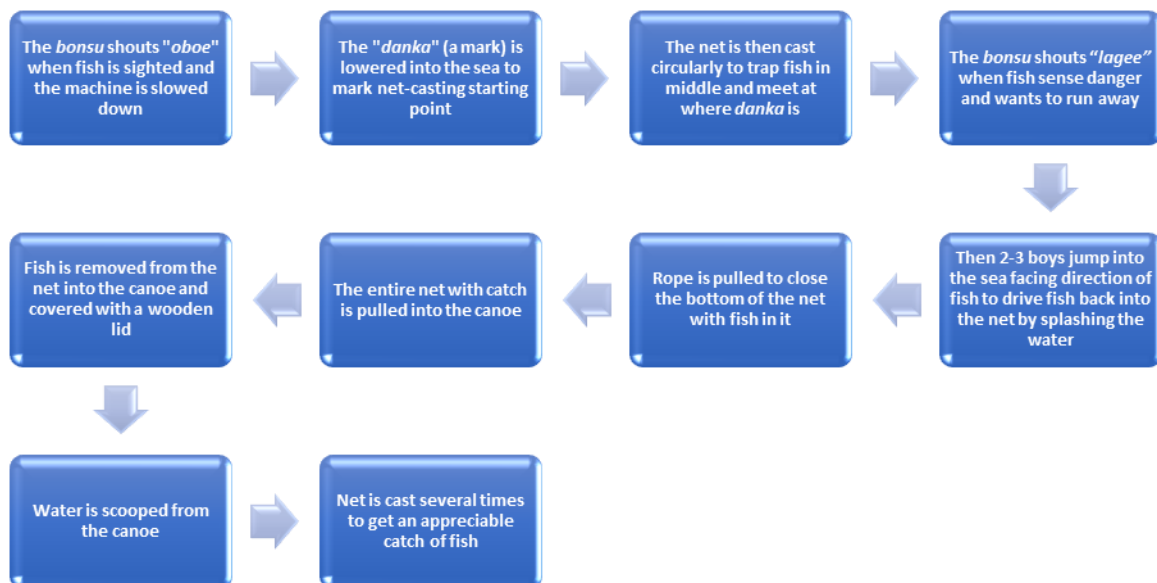 The bonsu shouts "oboe"
when fish is sighted and
the machine is slowed
down
The "danka" (a mark) is
lowered into the sea to
mark net-casting starting
point
The net is then cast
circularly to trap fish in
middle and meet at
where danka is
The bonsu shouts “lagee”
when fish sense danger
and wants to run away
Then 2-3 boys jump into
the sea facing direction of
fish to drive fish back into
the net by splashing the
water
Rope is pulled to close
the bottom of the net
with fish in it
The entire net with catch
is pulled into the canoe
Fish is removed from the
net into the canoe and
covered with a wooden
lid
Water is scooped from
the canoe
Net is cast several times
to get an appreciable
catch of fish